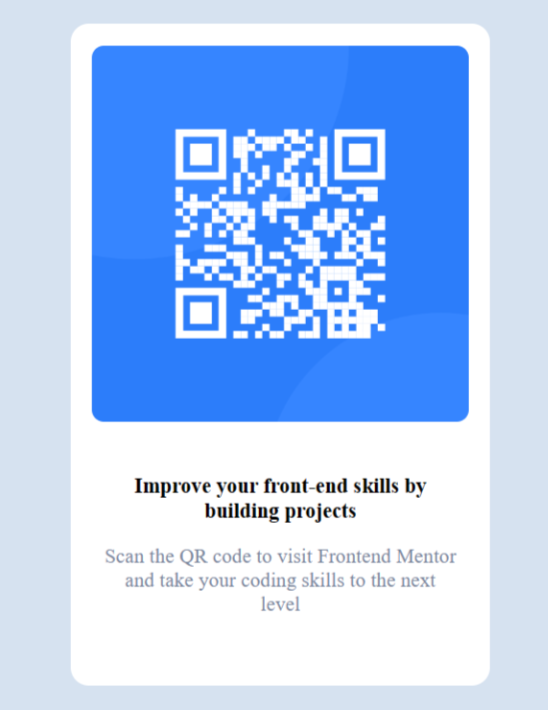 Improve your front-end skills by
building projects
Scan the QR code to visit Frontend Mentor
and take your coding skills to the next
level